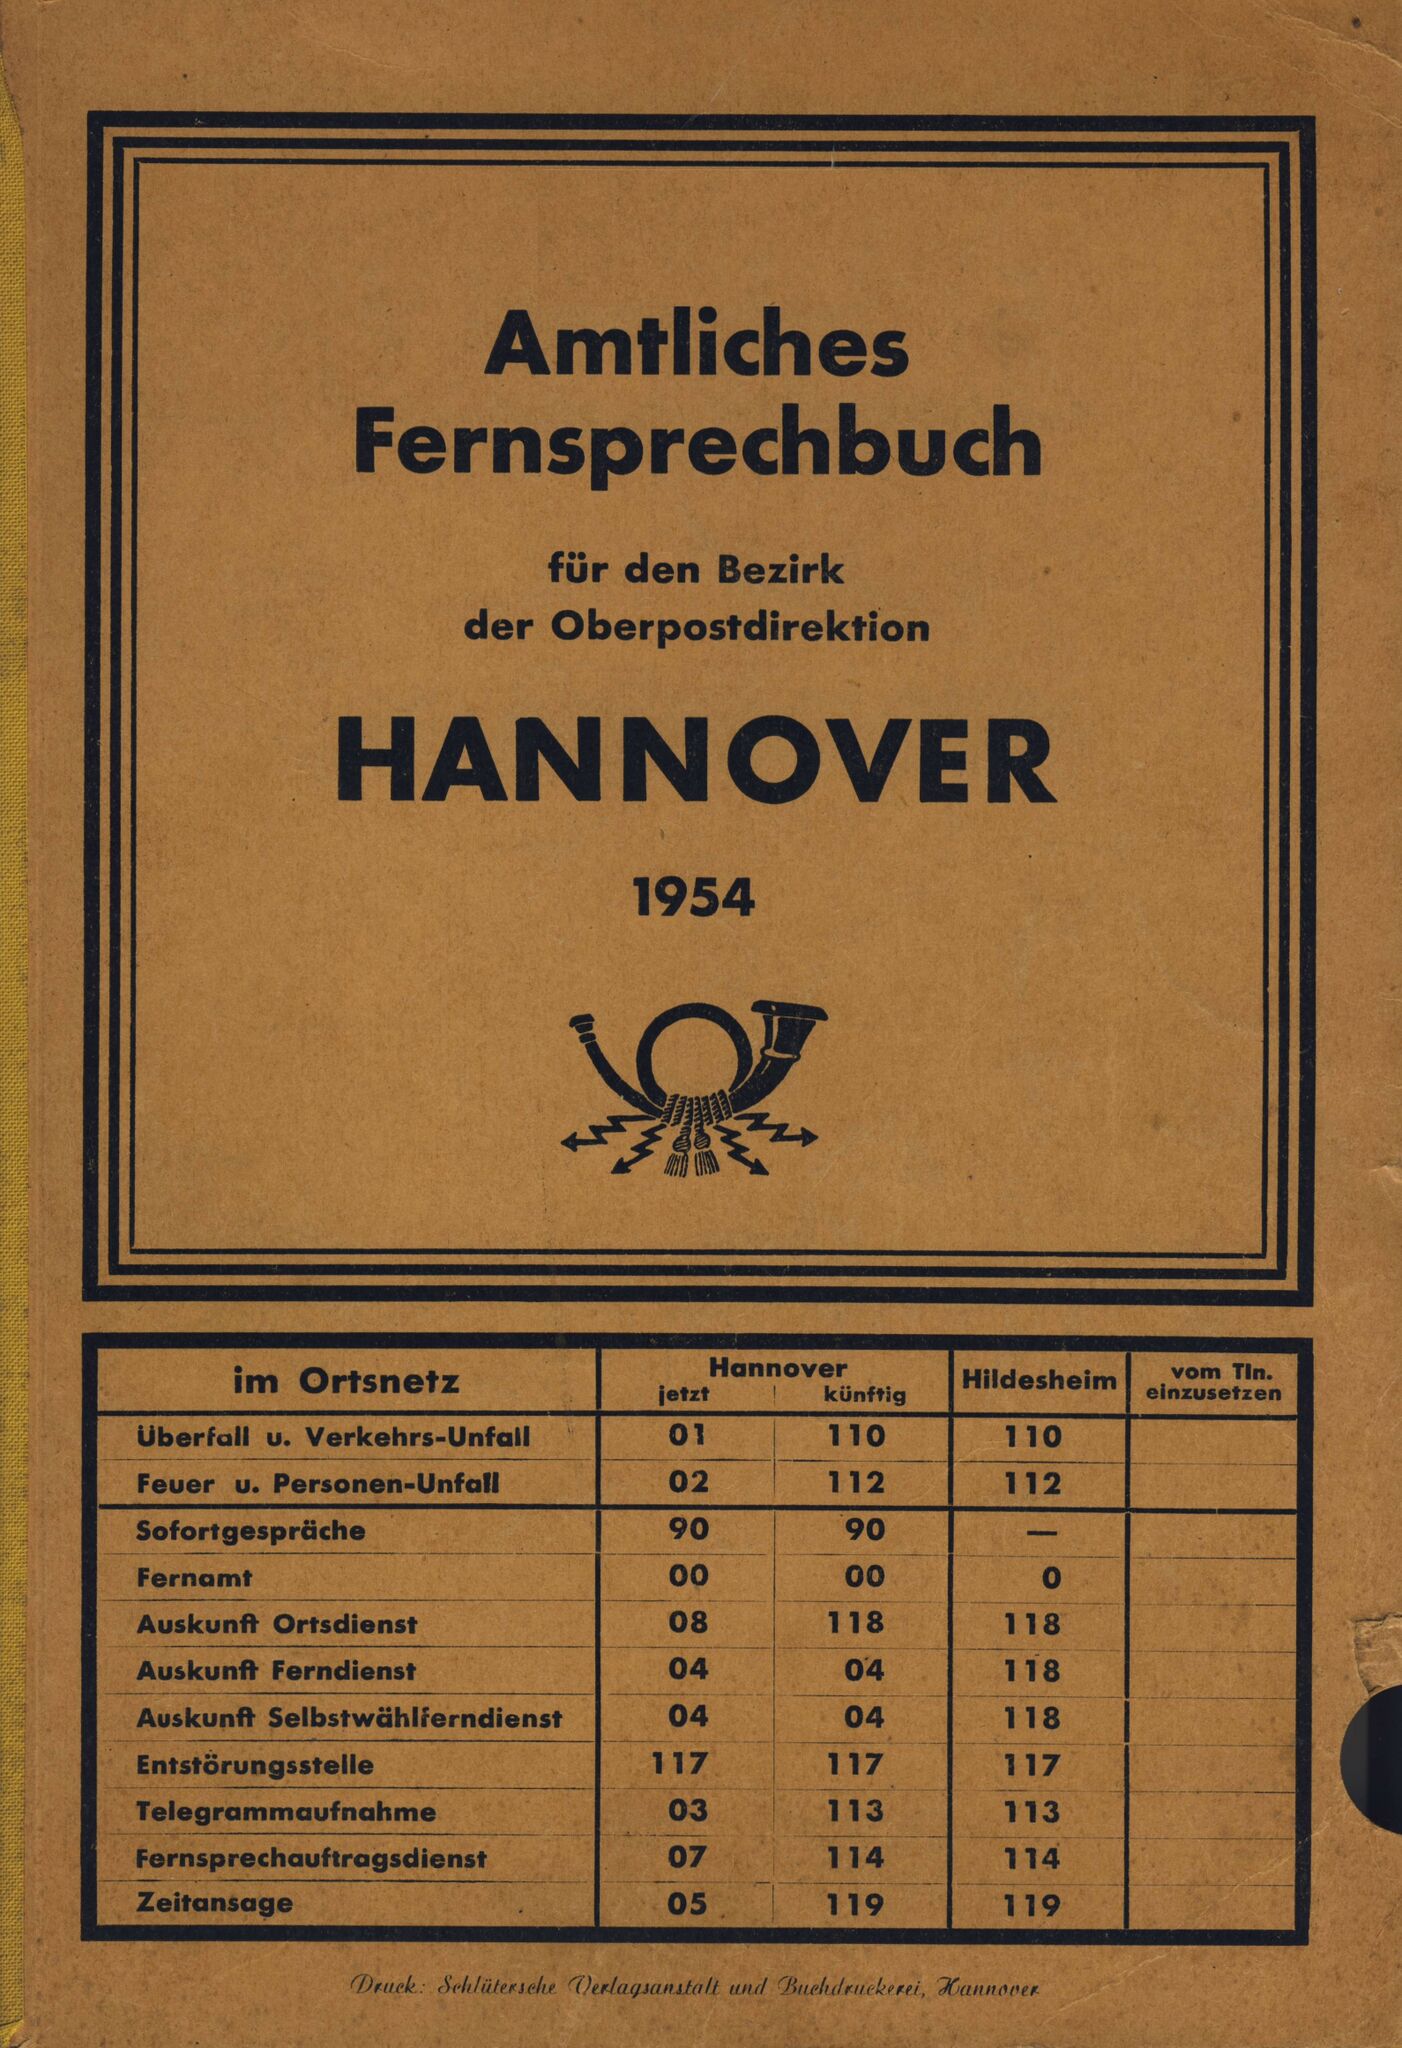 Amtliches
Fernsprechbuch
für den Bezirk
der Oberpostdirektion
HANNOVER
1954
im Ortsnetz Hannover jetzt künftig Hildesheim vom Tln. einzusetzen
Überfall u. Verkehrs-Unfall 01 110 110
Feuer u. Personen-Unfall 02 112 112
Sofortgespräche 90 90 —
Fernamt 00 00 0
Auskunft Ortsdienst 08 118 118
Auskunft Ferndienst 04 04 118
Auskunft Selbstwählferndienst 04 04 118
Entstörungsstelle 117 117 117
Telegrammaufnahme 03 113 113
Fernsprechauftragsdienst 07 114 114
Zeitansage 05 119 119
Druck: Schlütersche Verlagsanstalt und Buchdruckerei, Hannover